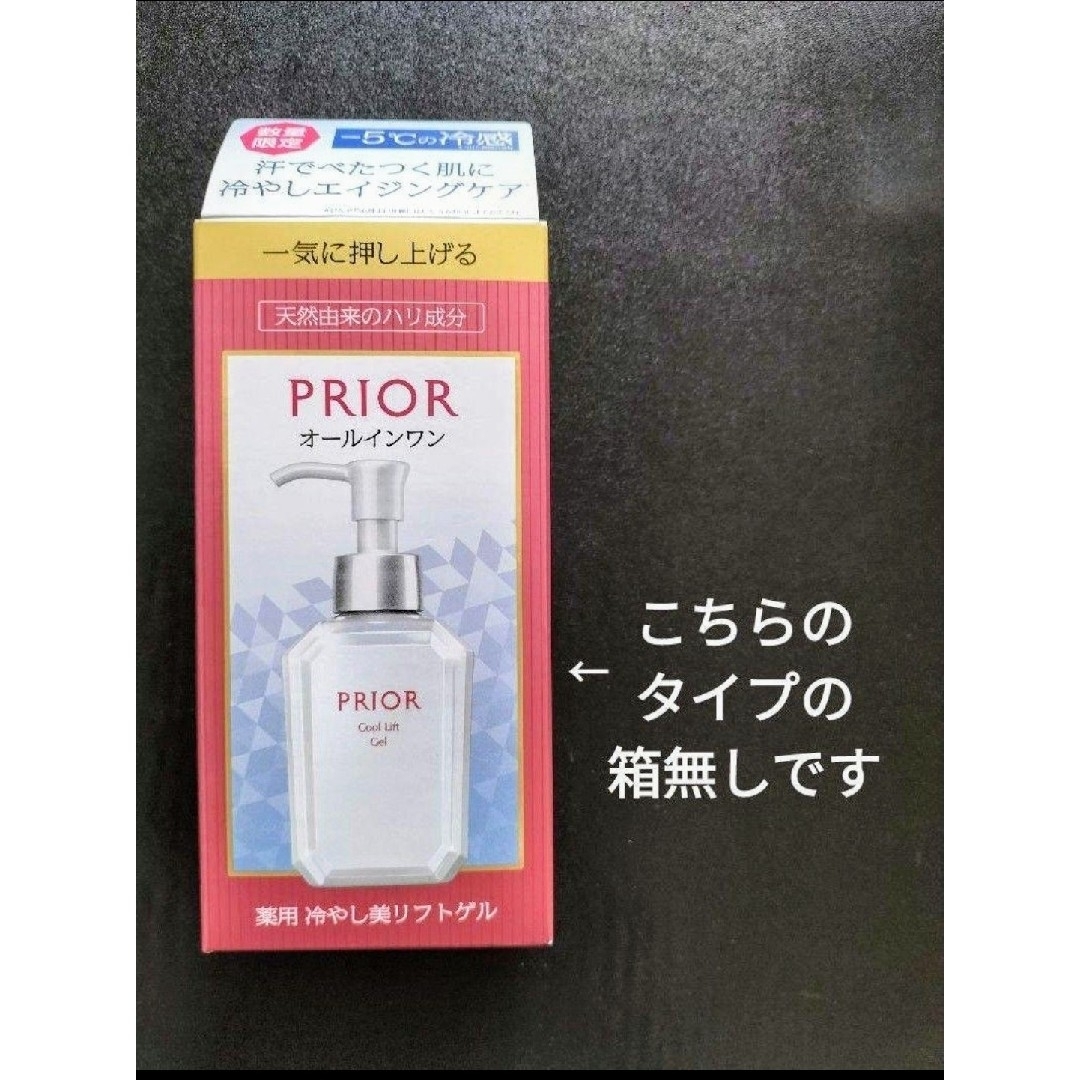 数量
限定
-5℃の冷感
汗でべたつく肌に
冷やしエイジングケア
一気に押し上げる
天然由来のハリ成分
PRIOR
オールインワン
PRIOR
Cool Lift
Gel
薬用 冷やし美リフトゲル
← こちらの
タイプの
箱無しです